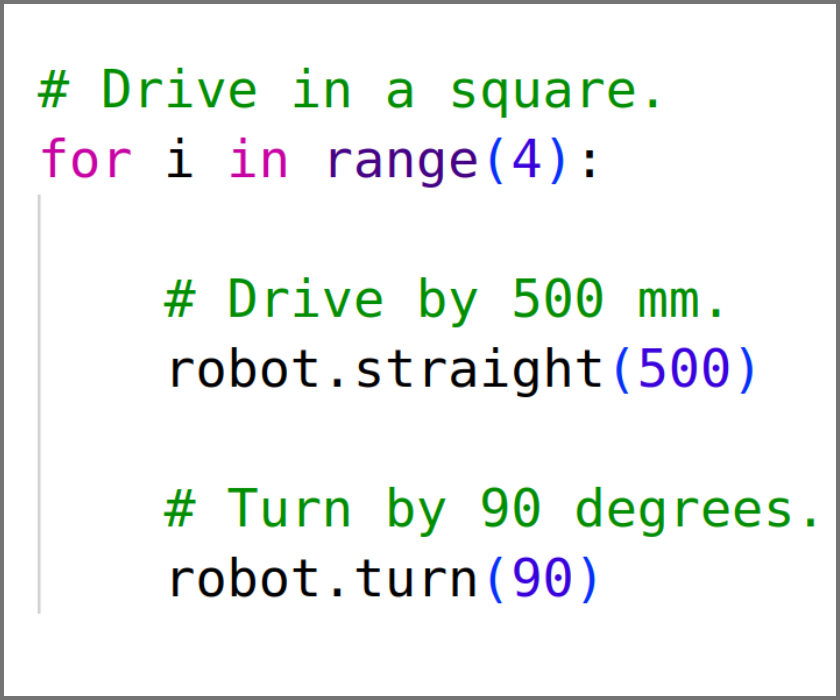 # Drive in a square.
for i in range(4):
    # Drive by 500 mm.
    robot.straight(500)
    # Turn by 90 degrees.
    robot.turn(90)